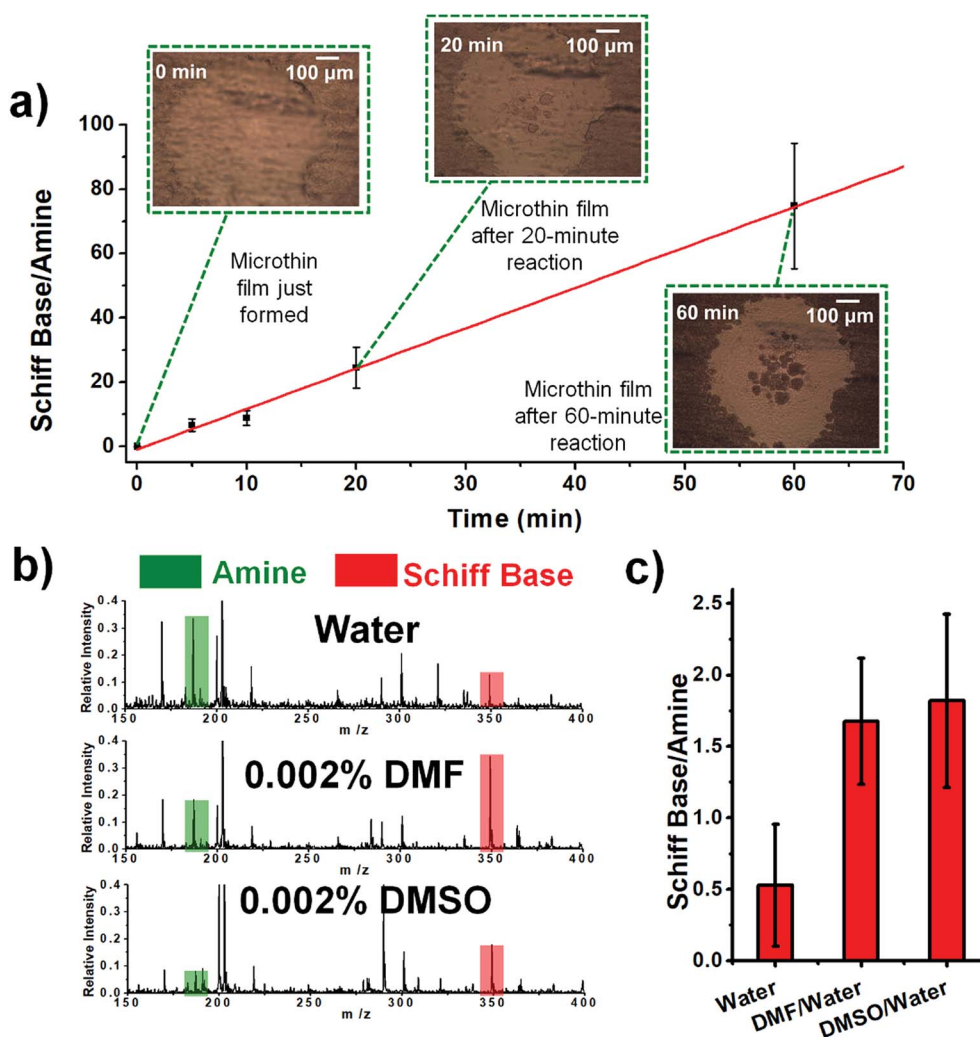 a)
0 min
100 µm
20 min
100 µm
Microthin
film just
formed
Microthin film
after 20-minute
reaction
60 min
100 µm
Microthin film
after 60-minute
reaction
Schiff Base/Amine
100
80
60
40
20
0
0 10 20 30 40 50 60 70
Time (min)
b)
Amine
Schiff Base
Water
Relative Intensity
0.4
0.3
0.2
0.1
0.0
150 200 250 300 350 400
m /z
0.002% DMF
Relative Intensity
0.4
0.3
0.2
0.1
0.0
150 200 250 300 350 400
m /z
0.002% DMSO
Relative Intensity
0.4
0.3
0.2
0.1
0.0
150 200 250 300 350 400
m /z
c)
Schiff Base/Amine
2.5
2.0
1.5
1.0
0.5
0.0
Water
DMF/Water
DMSO/Water